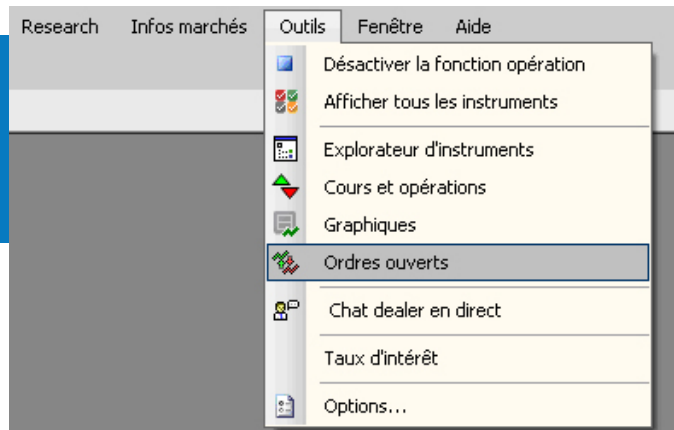 Research Infos marchés Outils Fenêtre Aide
Désactiver la fonction opération
Afficher tous les instruments
Explorateur d'instruments
Cours et opérations
Graphiques
Ordres ouverts
Chat dealer en direct
Taux d'intérêt
Options...